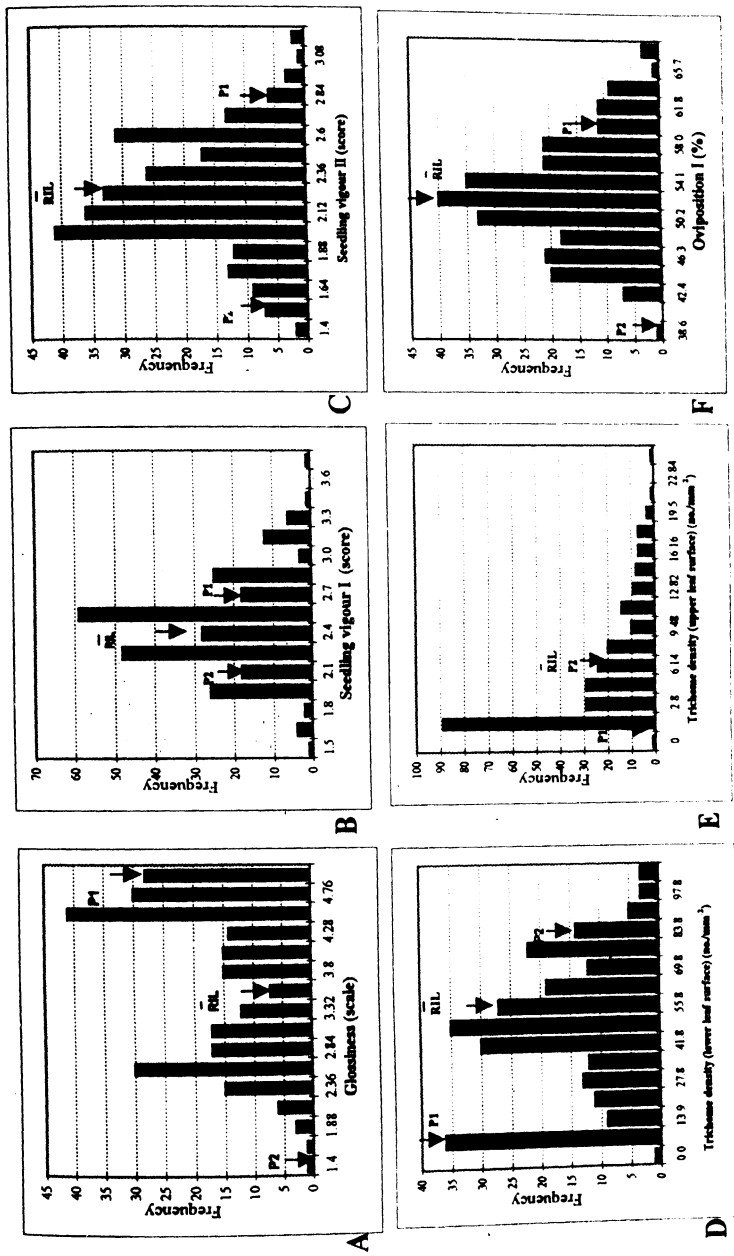 A
45
40
35
30
25
20
15
10
5
0
Frequency
P2
RIL
P1
1.4 1.88 2.36 2.84 3.32 3.8 4.28 4.76
Glossiness (scale)
B
70
60
50
40
30
20
10
0
Frequency
P2
RIL
P1
1.5 1.8 2.1 2.4 2.7 3.0 3.3 3.6
Seedling vigour I (score)
C
45
40
35
30
25
20
15
10
5
0
Frequency
P2
RIL
P1
1.4 1.64 1.88 2.12 2.36 2.6 2.84 3.08
Seedling vigour II (score)
D
40
35
30
25
20
15
10
5
0
Frequency
P1
RIL
P2
0.0 13.9 27.8 41.8 55.8 69.8 83.8 97.8
Trichome density (lower leaf surface) (no./mm²)
E
100
90
80
70
60
50
40
30
20
10
0
Frequency
P1
RIL
P2
0 2.8 6.14 9.48 12.82 16.16 19.5 22.84
Trichome density (upper leaf surface) (no./mm²)
F
45
40
35
30
25
20
15
10
5
0
Frequency
P2
RIL
P1
38.6 42.4 46.3 50.2 54.1 58.0 61.8 65.7
Oviposition I (%)